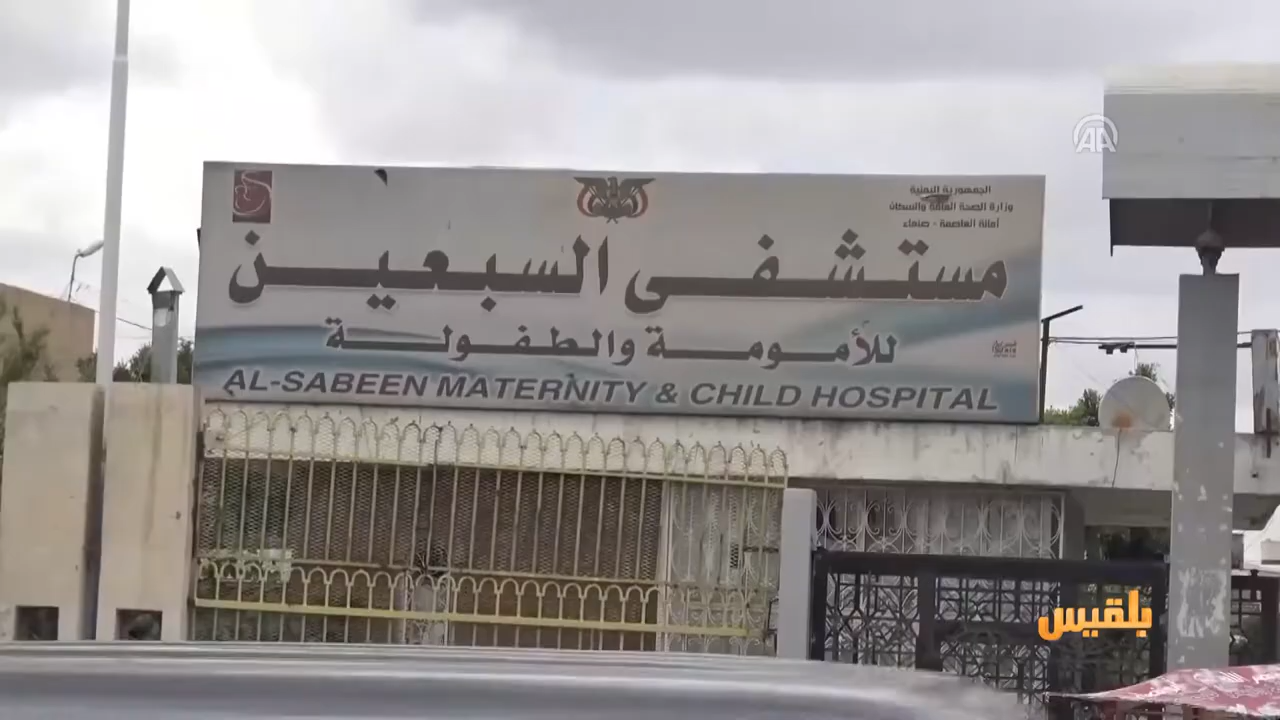 AA
الجمهورية اليمنية
وزارة الصحة العامة والسكان
أمانة العاصمة - صنعاء
مستشفى السبعين
للأمومة والطفولة
AL-SABEEN MATERNITY & CHILD HOSPITAL
بلقيس